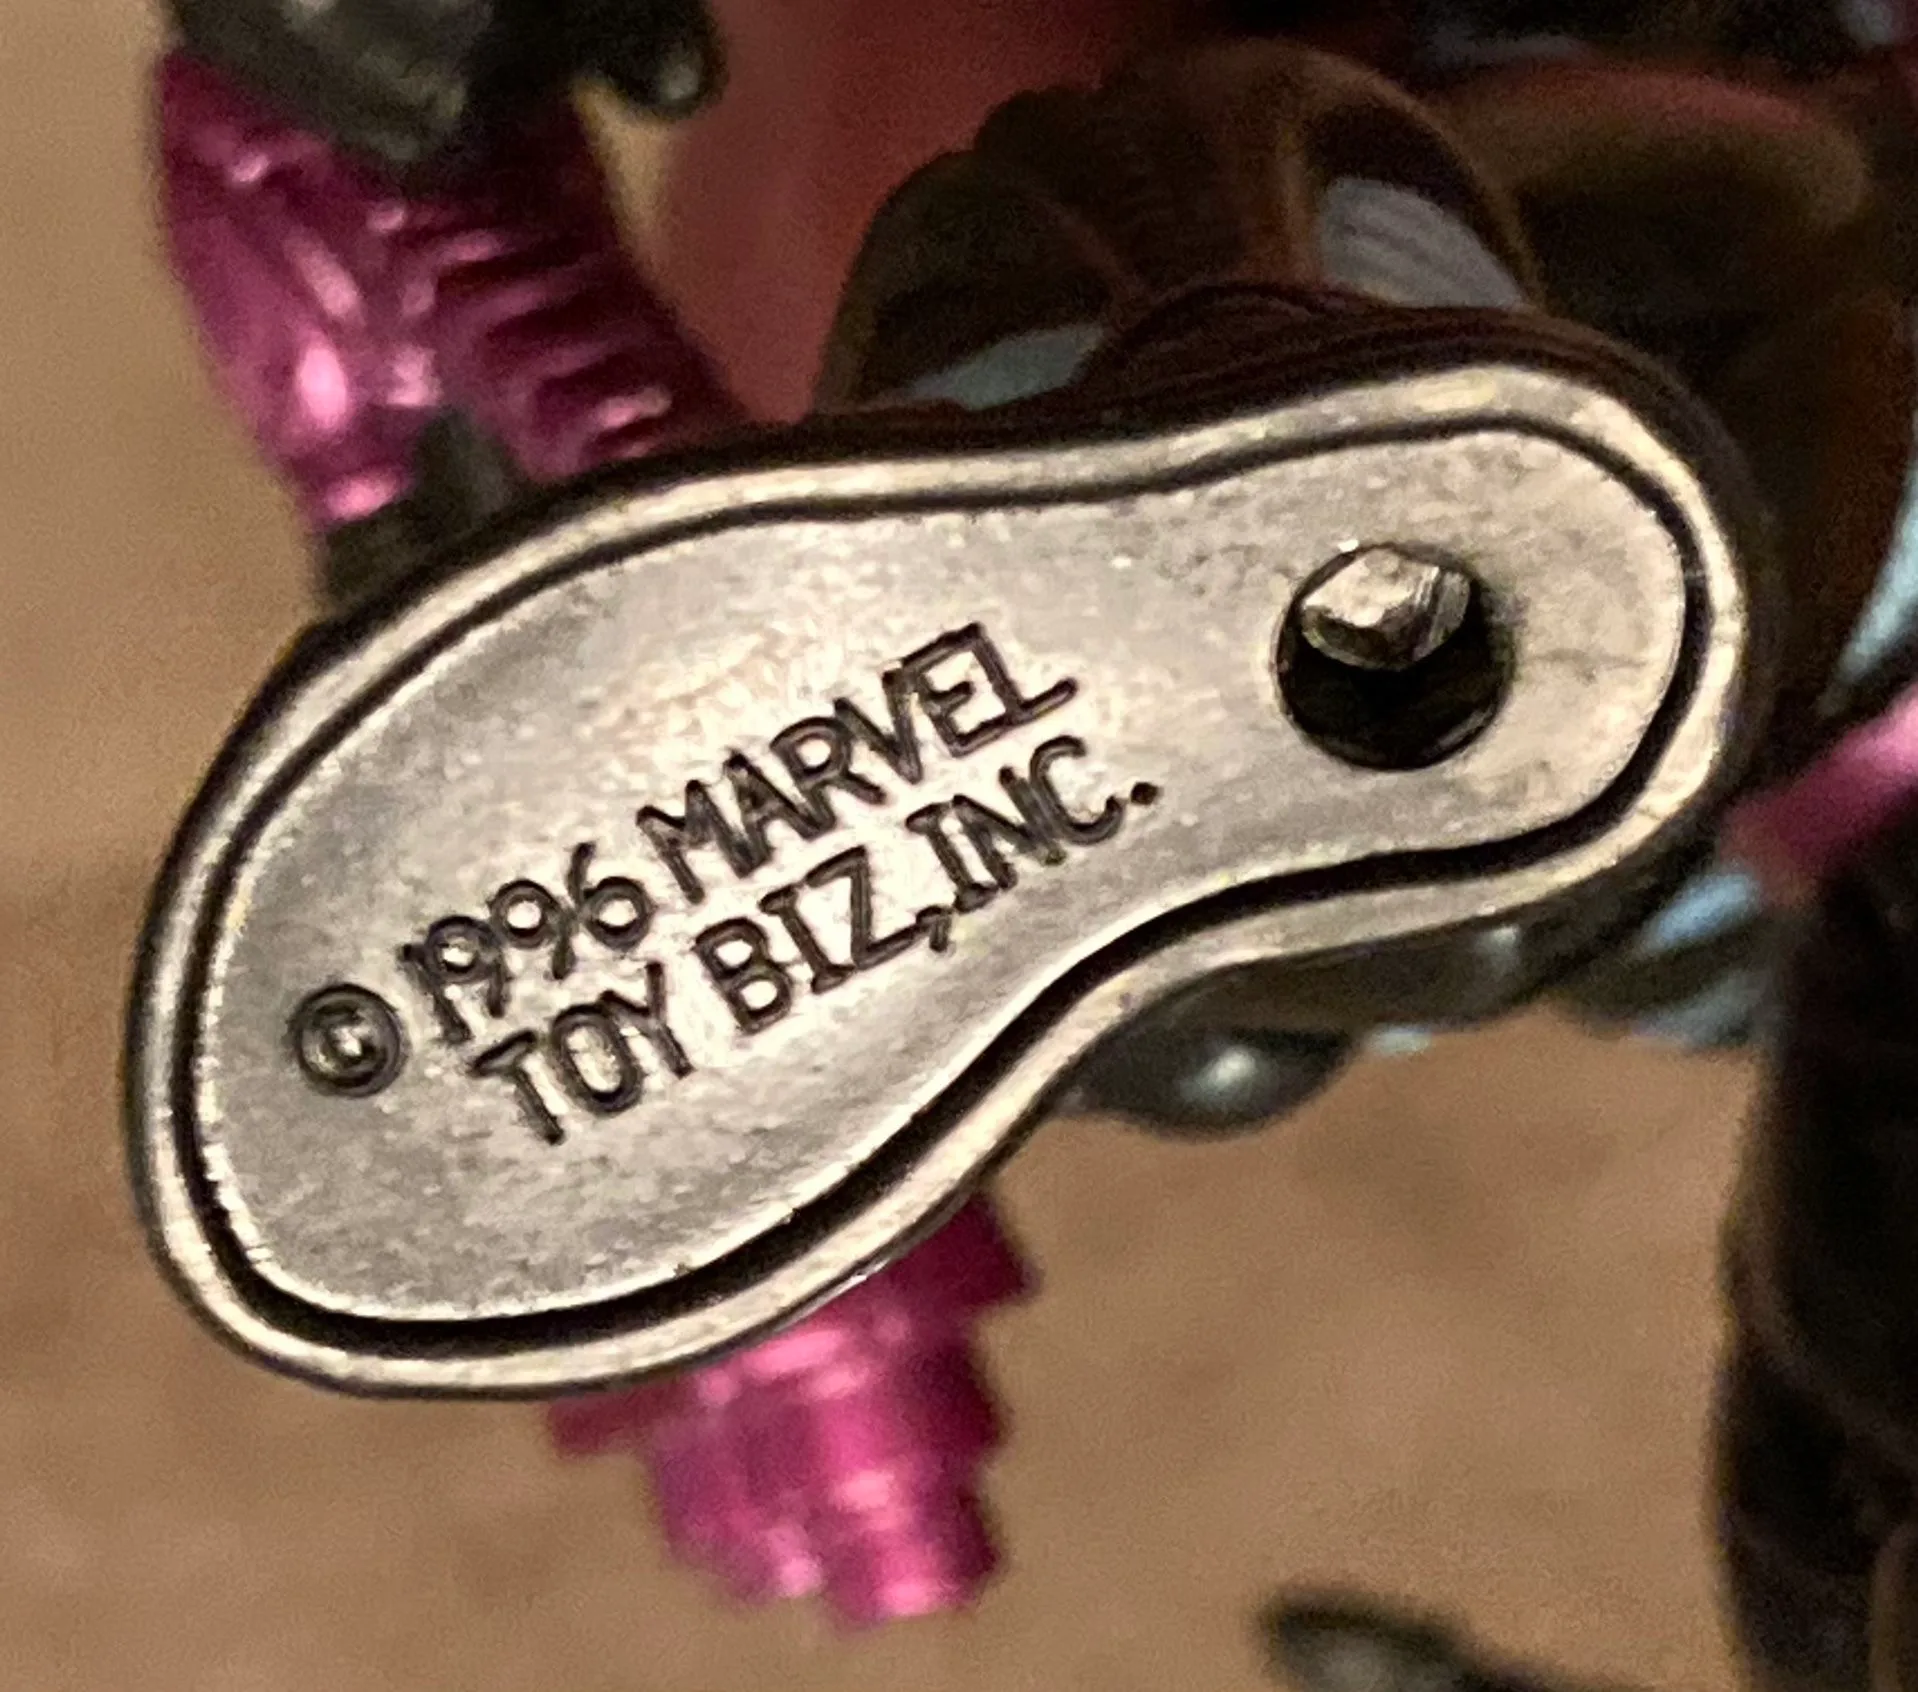 © 1996 MARVEL
TOY BIZ, INC.